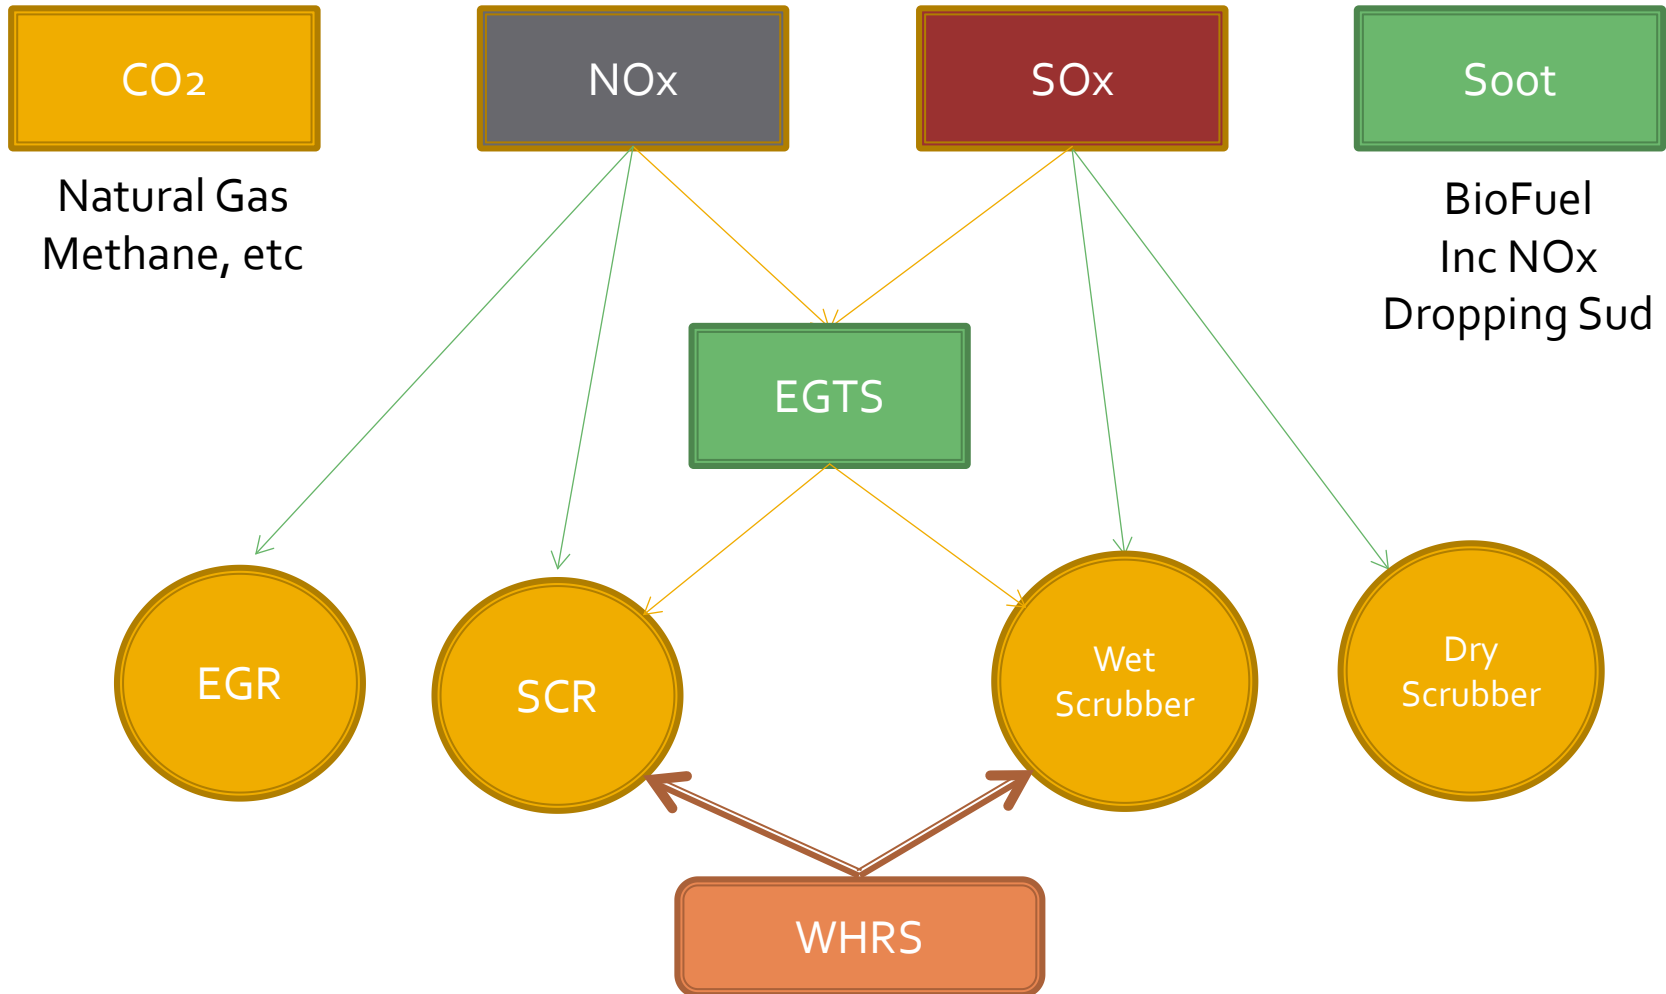 CO2
NOx
SOx
Soot
Natural Gas
Methane, etc
BioFuel
Inc NOx
Dropping Sud
EGTS
EGR
SCR
Wet
Scrubber
Dry
Scrubber
WHRS